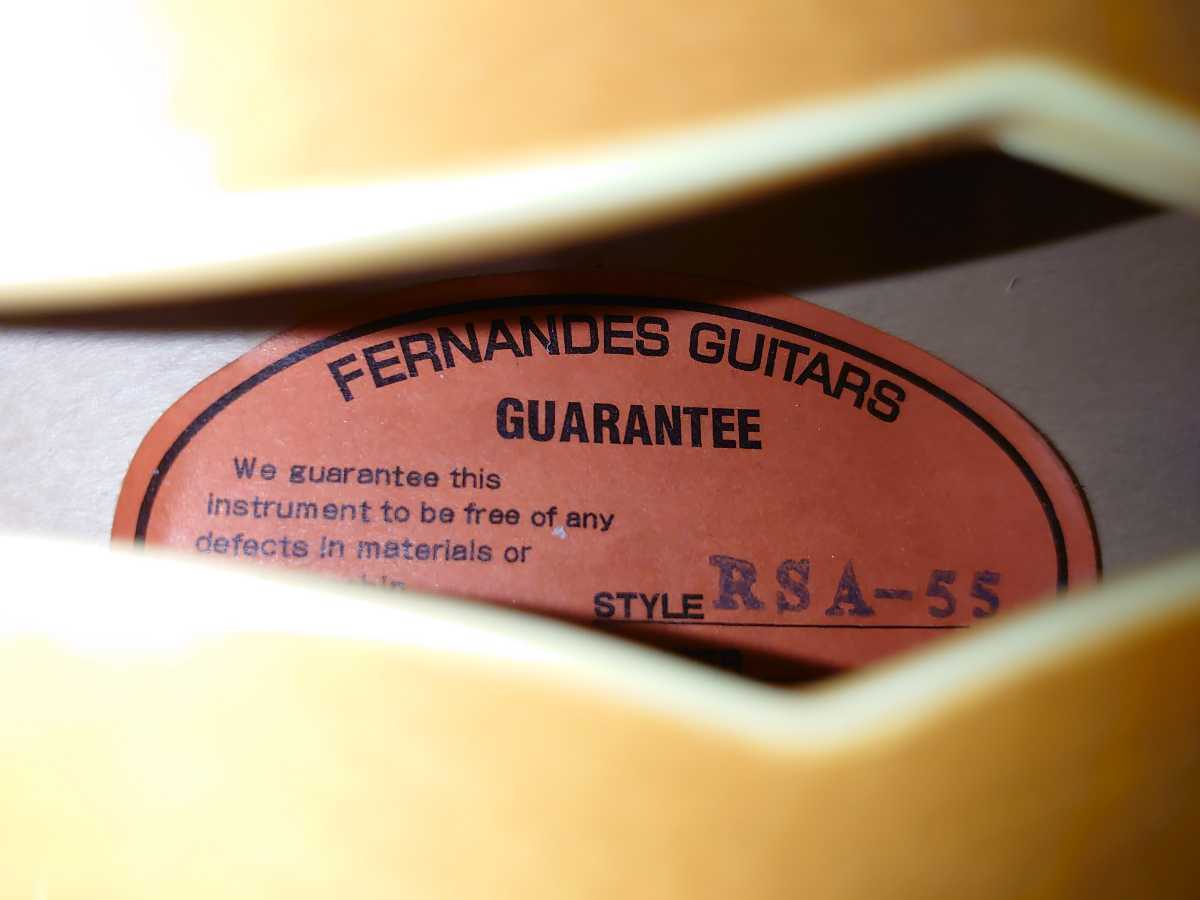 FERNANDES GUITARS
GUARANTEE
We guarantee this
instrument to be free of any
defects in materials or
STYLE RSA-55